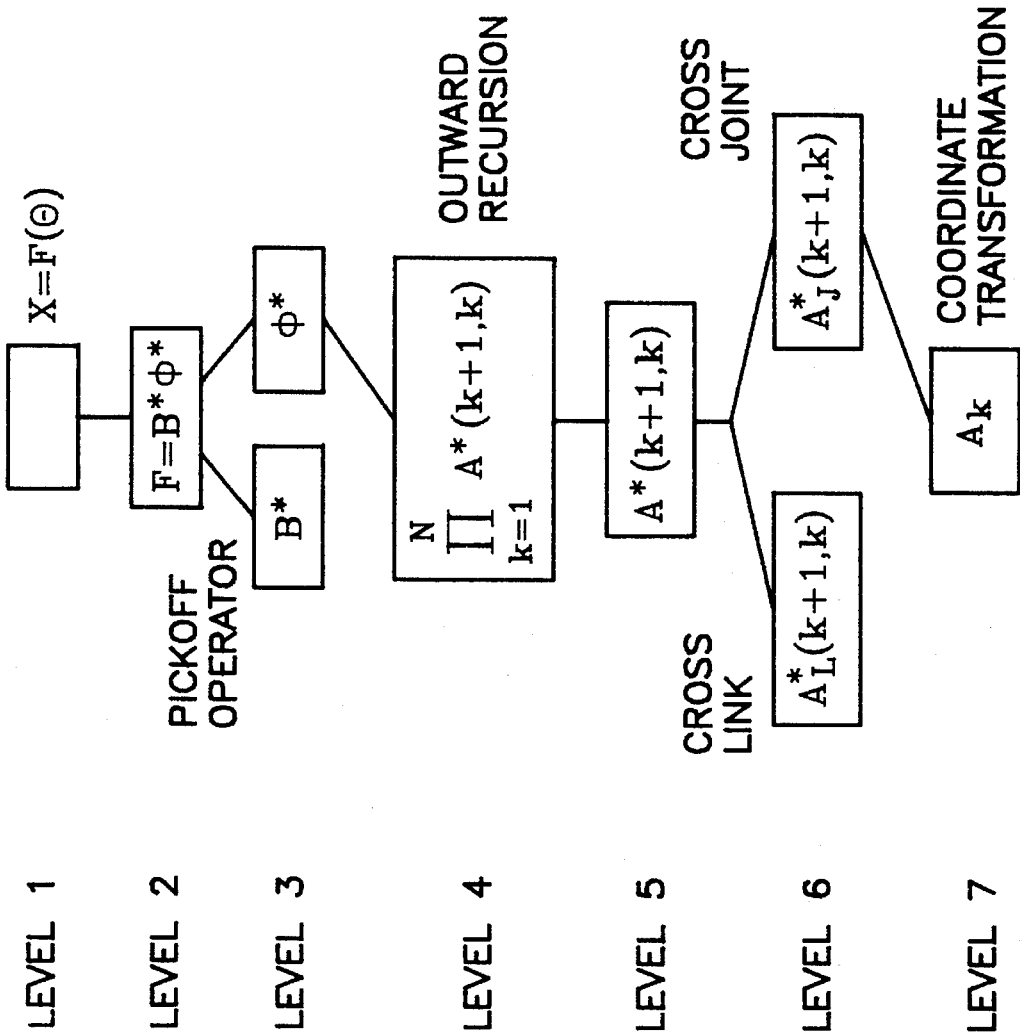 LEVEL 1
X=F(Θ)
LEVEL 2
F=B*ϕ*
LEVEL 3
PICKOFF
OPERATOR
B*
ϕ*
LEVEL 4
N
∏ A*(k+1,k)
k=1
OUTWARD
RECURSION
LEVEL 5
A*(k+1,k)
LEVEL 6
CROSS
LINK
A*L(k+1,k)
CROSS
JOINT
A*J(k+1,k)
LEVEL 7
Ak
COORDINATE
TRANSFORMATION